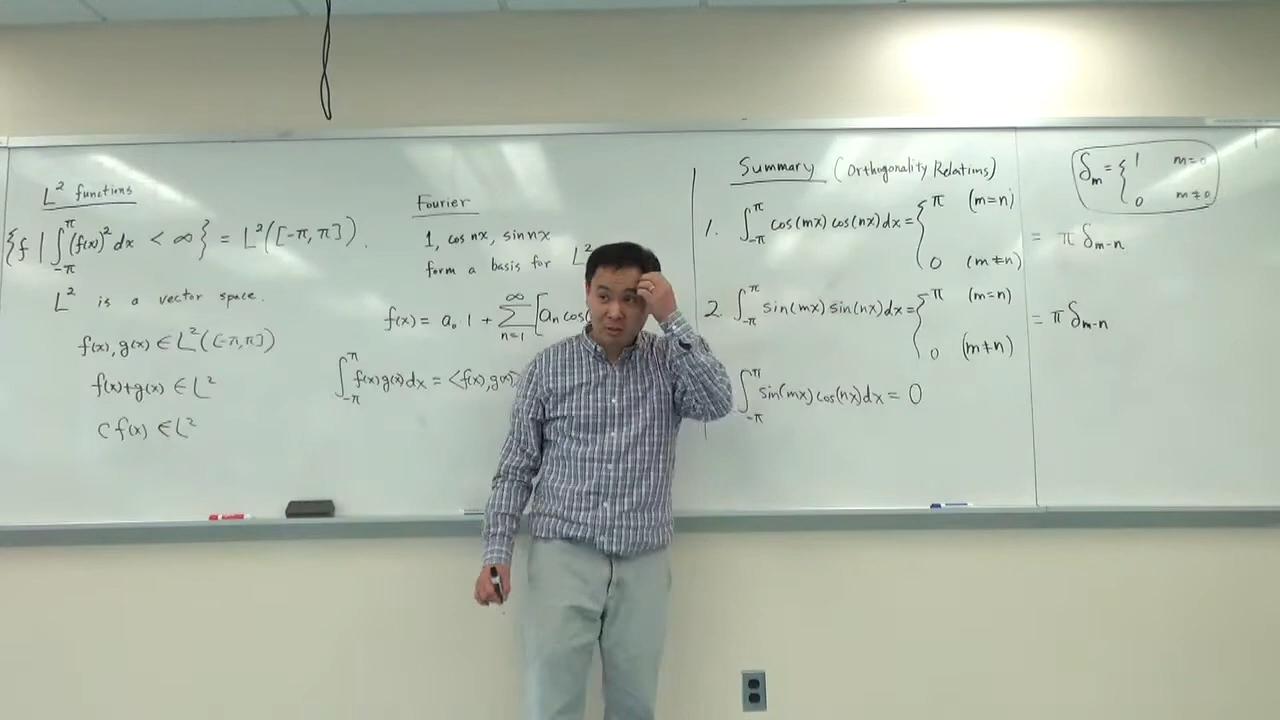 L² functions
{f | ∫_{-π}^{π} (f(x))² dx < ∞} = L²([-π, π]).
L² is a vector space.
f(x), g(x) ∈ L²([-π,π])
f(x)+g(x) ∈ L²
C f(x) ∈ L²
Fourier
1, cos nx, sin nx
form a basis for L²
f(x) = a₀ 1 + ∑_{n=1}^{∞} [aₙ cos(
∫_{-π}^{π} f(x)g(x)dx = <f(x), g(x)
Summary (Orthogonality Relations)
1. ∫_{-π}^{π} cos(mx) cos(nx)dx = { π (m=n)
0 (m≠n)
= π δ_{m-n}
2. ∫_{-π}^{π} sin(mx) sin(nx)dx = { π (m=n)
0 (m≠n)
= π δ_{m-n}
∫_{-π}^{π} sin(mx) cos(nx)dx = 0
δ_m = { 1 m=0
0 m≠0